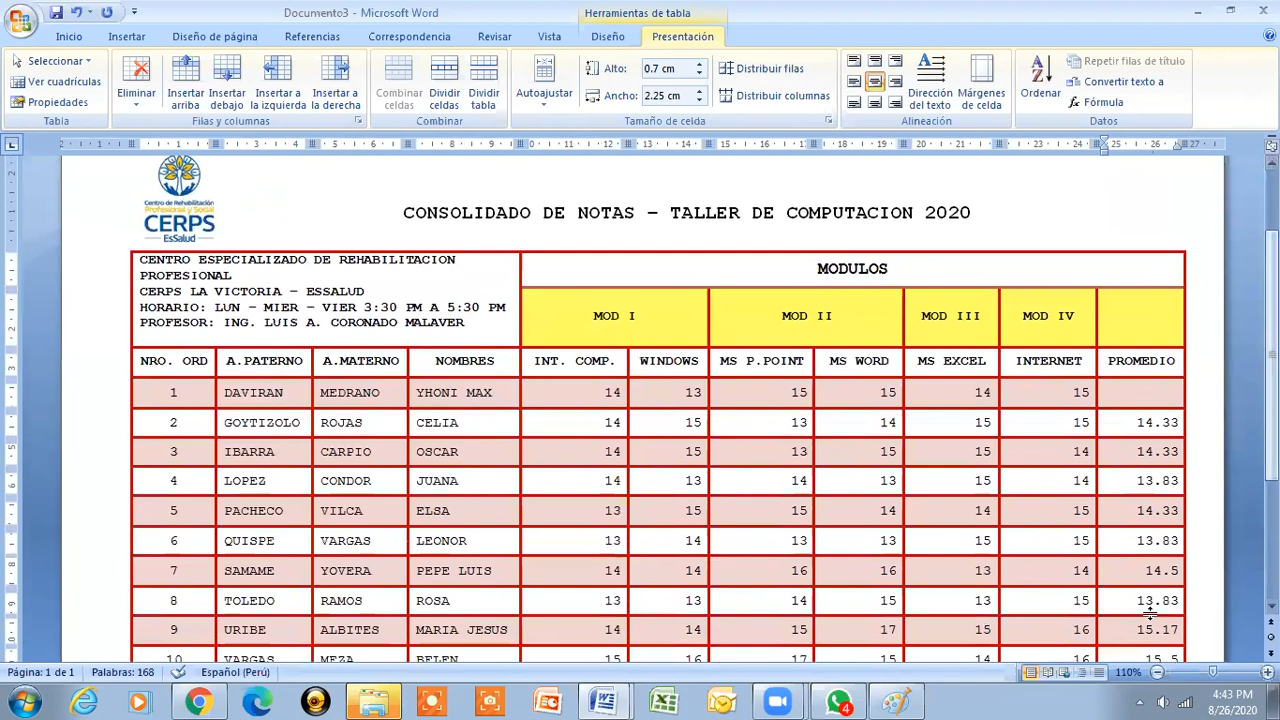 Documento3 - Microsoft Word
Herramientas de tabla
Inicio Insertar Diseño de página Referencias Correspondencia Revisar Vista Diseño Presentación
Seleccionar
Ver cuadrículas
Propiedades
Tabla
Eliminar
Insertar arriba
Insertar debajo
Insertar a la izquierda
Insertar a la derecha
Filas y columnas
Combinar celdas
Dividir celdas
Dividir tabla
Combinar
Autoajustar
Alto: 0.7 cm
Ancho: 2.25 cm
Distribuir filas
Distribuir columnas
Tamaño de celda
Dirección del texto
Márgenes de celda
Alineación
Ordenar
Repetir filas de título
Convertir texto a
Fórmula
Datos
Centro de Rehabilitación
Profesional y Social
CERPS
EsSalud
CONSOLIDADO DE NOTAS – TALLER DE COMPUTACION 2020
CENTRO ESPECIALIZADO DE REHABILITACION
PROFESIONAL
CERPS LA VICTORIA – ESSALUD
HORARIO: LUN – MIER – VIER 3:30 PM A 5:30 PM
PROFESOR: ING. LUIS A. CORONADO MALAVER
MODULOS
MOD I MOD II MOD III MOD IV
NRO. ORD A.PATERNO A.MATERNO NOMBRES INT. COMP. WINDOWS MS P.POINT MS WORD MS EXCEL INTERNET PROMEDIO
1 DAVIRAN MEDRANO YHONI MAX 14 13 15 15 14 15
2 GOYTIZOLO ROJAS CELIA 14 15 13 14 15 15 14.33
3 IBARRA CARPIO OSCAR 14 15 13 15 15 14 14.33
4 LOPEZ CONDOR JUANA 14 13 14 13 15 14 13.83
5 PACHECO VILCA ELSA 13 15 15 14 14 15 14.33
6 QUISPE VARGAS LEONOR 13 14 13 13 15 15 13.83
7 SAMAME YOVERA PEPE LUIS 14 14 16 16 13 14 14.5
8 TOLEDO RAMOS ROSA 13 13 14 15 13 15 13.83
9 URIBE ALBITES MARIA JESUS 14 14 15 17 15 16 15.17
10 VARGAS MEZA BELEN 15 16 17 15 14 16 15.5
Página: 1 de 1 Palabras: 168 Español (Perú) 110%
4
4:43 PM
8/26/2020